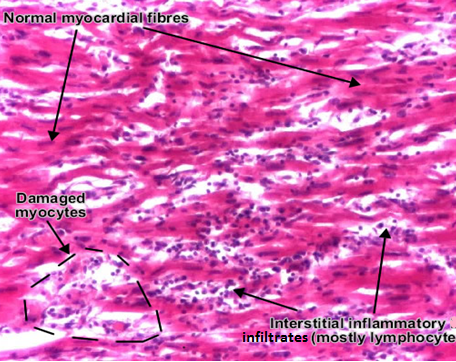 Normal myocardial fibres
Damaged
myocytes
Interstitial inflammatory
infiltrates (mostly lymphocyte